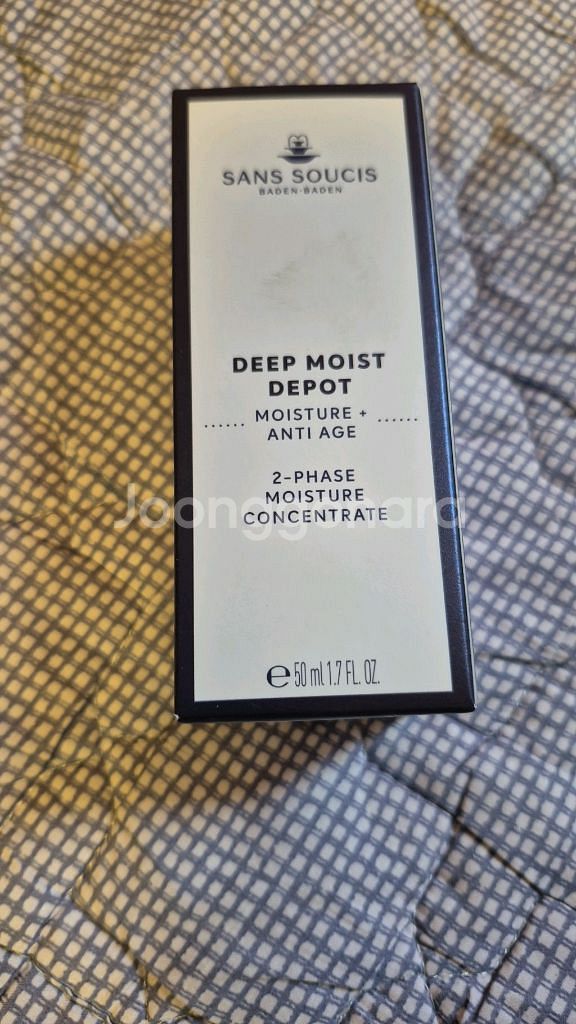 SANS SOUCIS
BADEN-BADEN
DEEP MOIST
DEPOT
MOISTURE +
ANTI AGE
2-PHASE
MOISTURE
CONCENTRATE
Joonggonara
℮ 50 ml 1.7 FL. OZ.